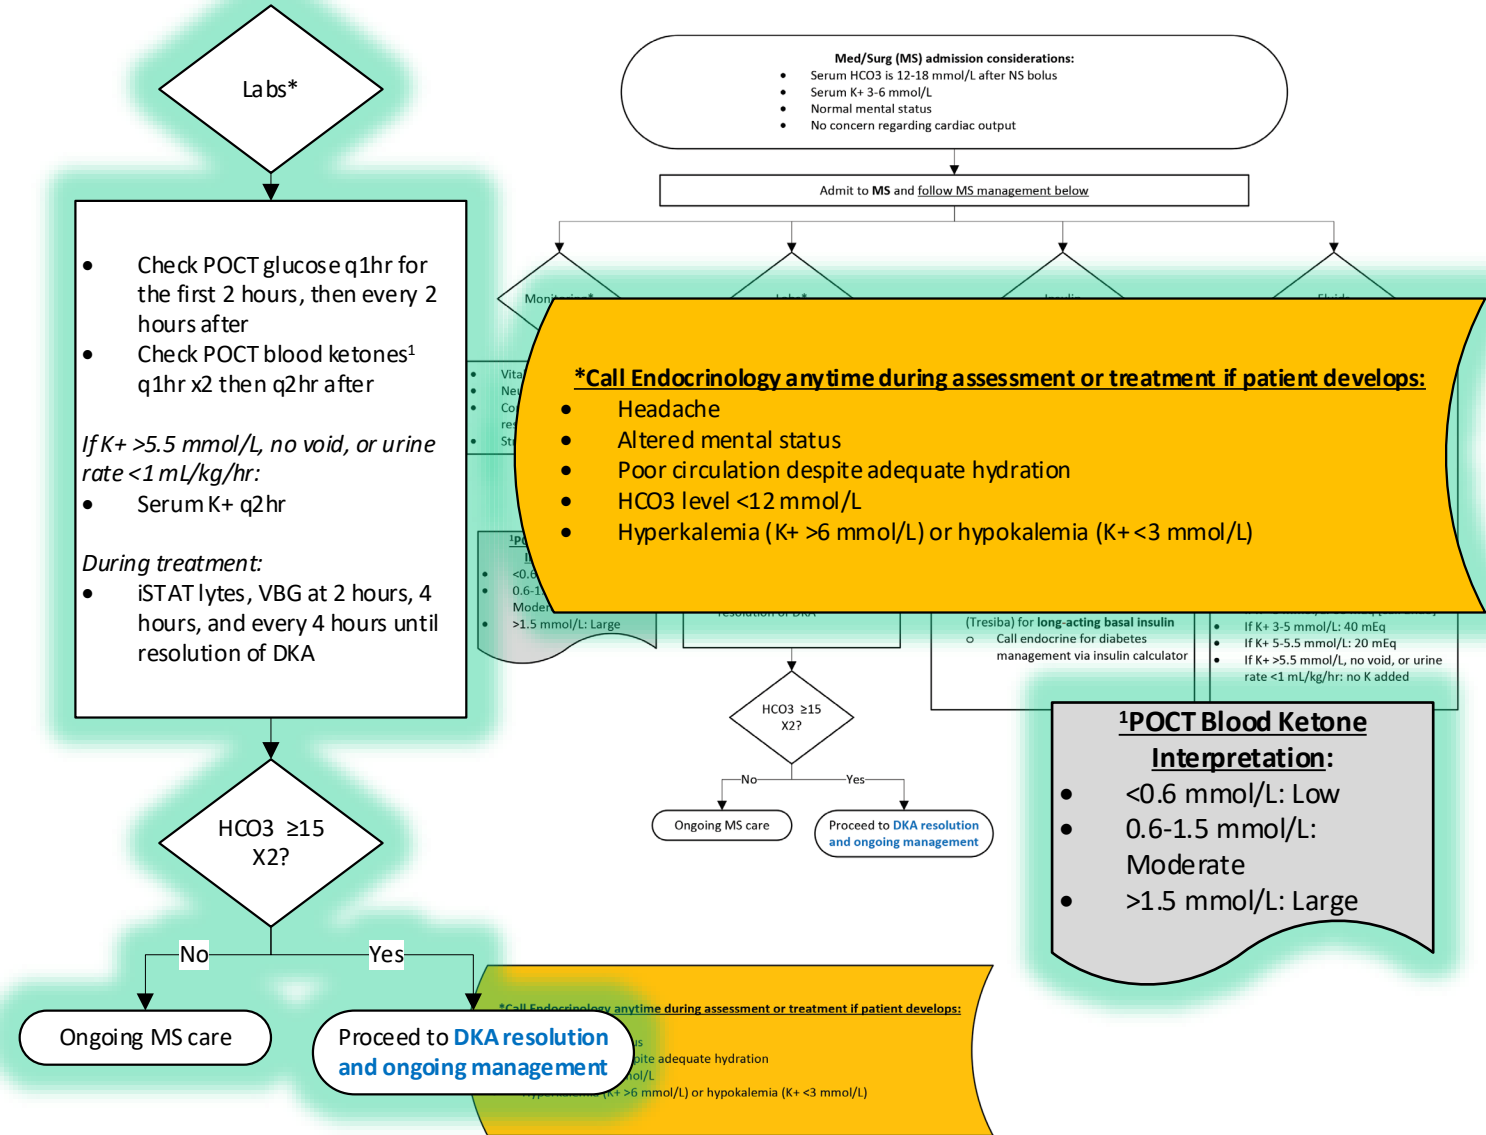 Labs*
• Check POCT glucose q1hr for
the first 2 hours, then every 2
hours after
• Check POCT blood ketones¹
q1hr x2 then q2hr after
If K+ >5.5 mmol/L, no void, or urine
rate <1 mL/kg/hr:
• Serum K+ q2hr
During treatment:
• iSTAT lytes, VBG at 2 hours, 4
hours, and every 4 hours until
resolution of DKA
HCO3 ≥15
X2?
No
Yes
Ongoing MS care
Proceed to DKA resolution
and ongoing management
Med/Surg (MS) admission considerations:
• Serum HCO3 is 12-18 mmol/L after NS bolus
• Serum K+ 3-6 mmol/L
• Normal mental status
• No concern regarding cardiac output
Admit to MS and follow MS management below
*Call Endocrinology anytime during assessment or treatment if patient develops:
• Headache
• Altered mental status
• Poor circulation despite adequate hydration
• HCO3 level <12 mmol/L
• Hyperkalemia (K+ >6 mmol/L) or hypokalemia (K+ <3 mmol/L)
• <0.6
• 0.6-1.
Moder
• >1.5 mmol/L: Large
resolution of DKA
(Tresiba) for long-acting basal insulin
o Call endocrine for diabetes
management via insulin calculator
• If K+ 3-5 mmol/L: 40 mEq
• If K+ 5-5.5 mmol/L: 20 mEq
• If K+ >5.5 mmol/L, no void, or urine
rate <1 mL/kg/hr: no K added
HCO3 ≥15
X2?
No
Yes
Ongoing MS care
Proceed to DKA resolution
and ongoing management
¹POCT Blood Ketone
Interpretation:
• <0.6 mmol/L: Low
• 0.6-1.5 mmol/L:
Moderate
• >1.5 mmol/L: Large
*Call Endocrinology anytime during assessment or treatment if patient develops:
adequate hydration
(K+ >6 mmol/L) or hypokalemia (K+ <3 mmol/L)